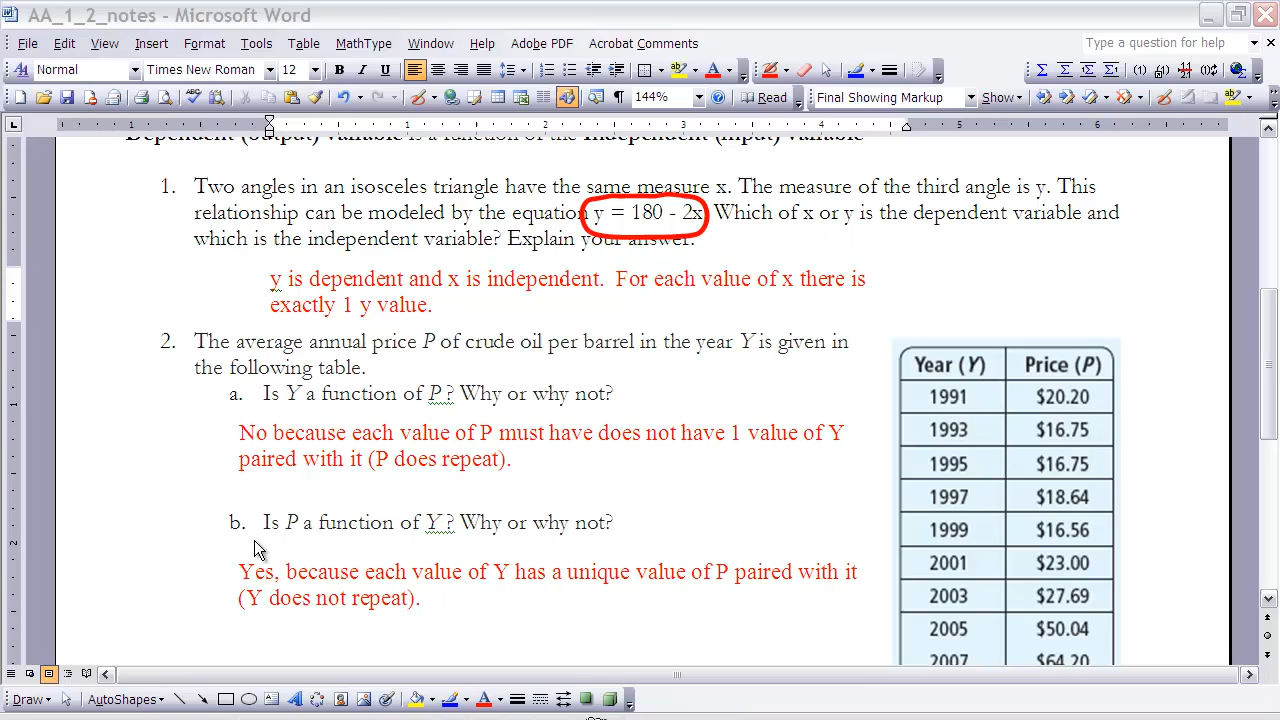 AA_1_2_notes - Microsoft Word
File Edit View Insert Format Tools Table MathType Window Help Adobe PDF Acrobat Comments
Type a question for help
Normal Times New Roman 12 B I U
144% Read Final Showing Markup Show
1 1 2 3 4 5 6
Dependent (output) variable is a function of the Independent (input) variable
1. Two angles in an isosceles triangle have the same measure x. The measure of the third angle is y. This
relationship can be modeled by the equation y = 180 - 2x. Which of x or y is the dependent variable and
which is the independent variable? Explain your answer.
y is dependent and x is independent. For each value of x there is
exactly 1 y value.
2. The average annual price P of crude oil per barrel in the year Y is given in
the following table.
a. Is Y a function of P ? Why or why not?
No because each value of P must have does not have 1 value of Y
paired with it (P does repeat).
b. Is P a function of Y ? Why or why not?
Yes, because each value of Y has a unique value of P paired with it
(Y does not repeat).
Year (Y) Price (P)
1991 $20.20
1993 $16.75
1995 $16.75
1997 $18.64
1999 $16.56
2001 $23.00
2003 $27.69
2005 $50.04
2007 $64.20
Draw AutoShapes